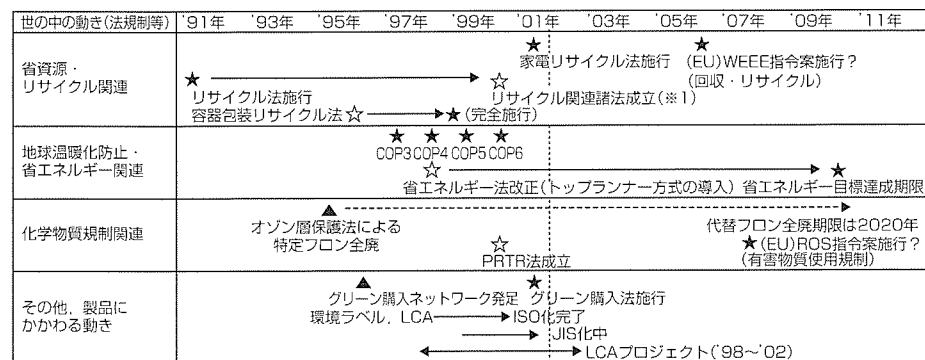 世の中の動き(法規制等) '91年 '93年 '95年 '97年 '99年 '01年 '03年 '05年 '07年 '09年 '11年
省資源・
リサイクル関連
★ ★
家電リサイクル法施行 (EU)WEEE指令案施行?
(回収・リサイクル)
★ ☆
リサイクル法施行 リサイクル関連諸法成立(※1)
容器包装リサイクル法☆ ★(完全施行)
地球温暖化防止・
省エネルギー関連
★ ★ ★ ★
COP3 COP4 COP5 COP6
☆ ★
省エネルギー法改正(トップランナー方式の導入) 省エネルギー目標達成期限
化学物質規制関連
▲
オゾン層保護法による
特定フロン全廃
代替フロン全廃期限は2020年
☆ ★(EU)ROS指令案施行?
PRTR法成立 (有害物質使用規制)
その他,製品に
かかわる動き
▲ ★
グリーン購入ネットワーク発足 グリーン購入法施行
環境ラベル,LCA ISO化完了
JIS化中
LCAプロジェクト('98〜'02)